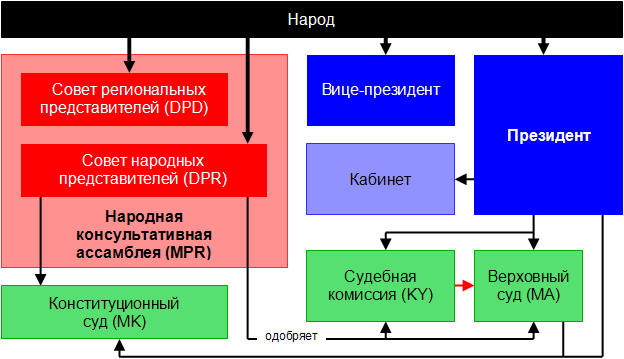 Народ
Совет региональных
представителей (DPD)
Вице-президент
Президент
Совет народных
представителей (DPR)
Кабинет
Народная
консультативная
ассамблея (MPR)
Судебная
комиссия (KY)
Верховный
суд (MA)
Конституционный
суд (MK)
одобряет